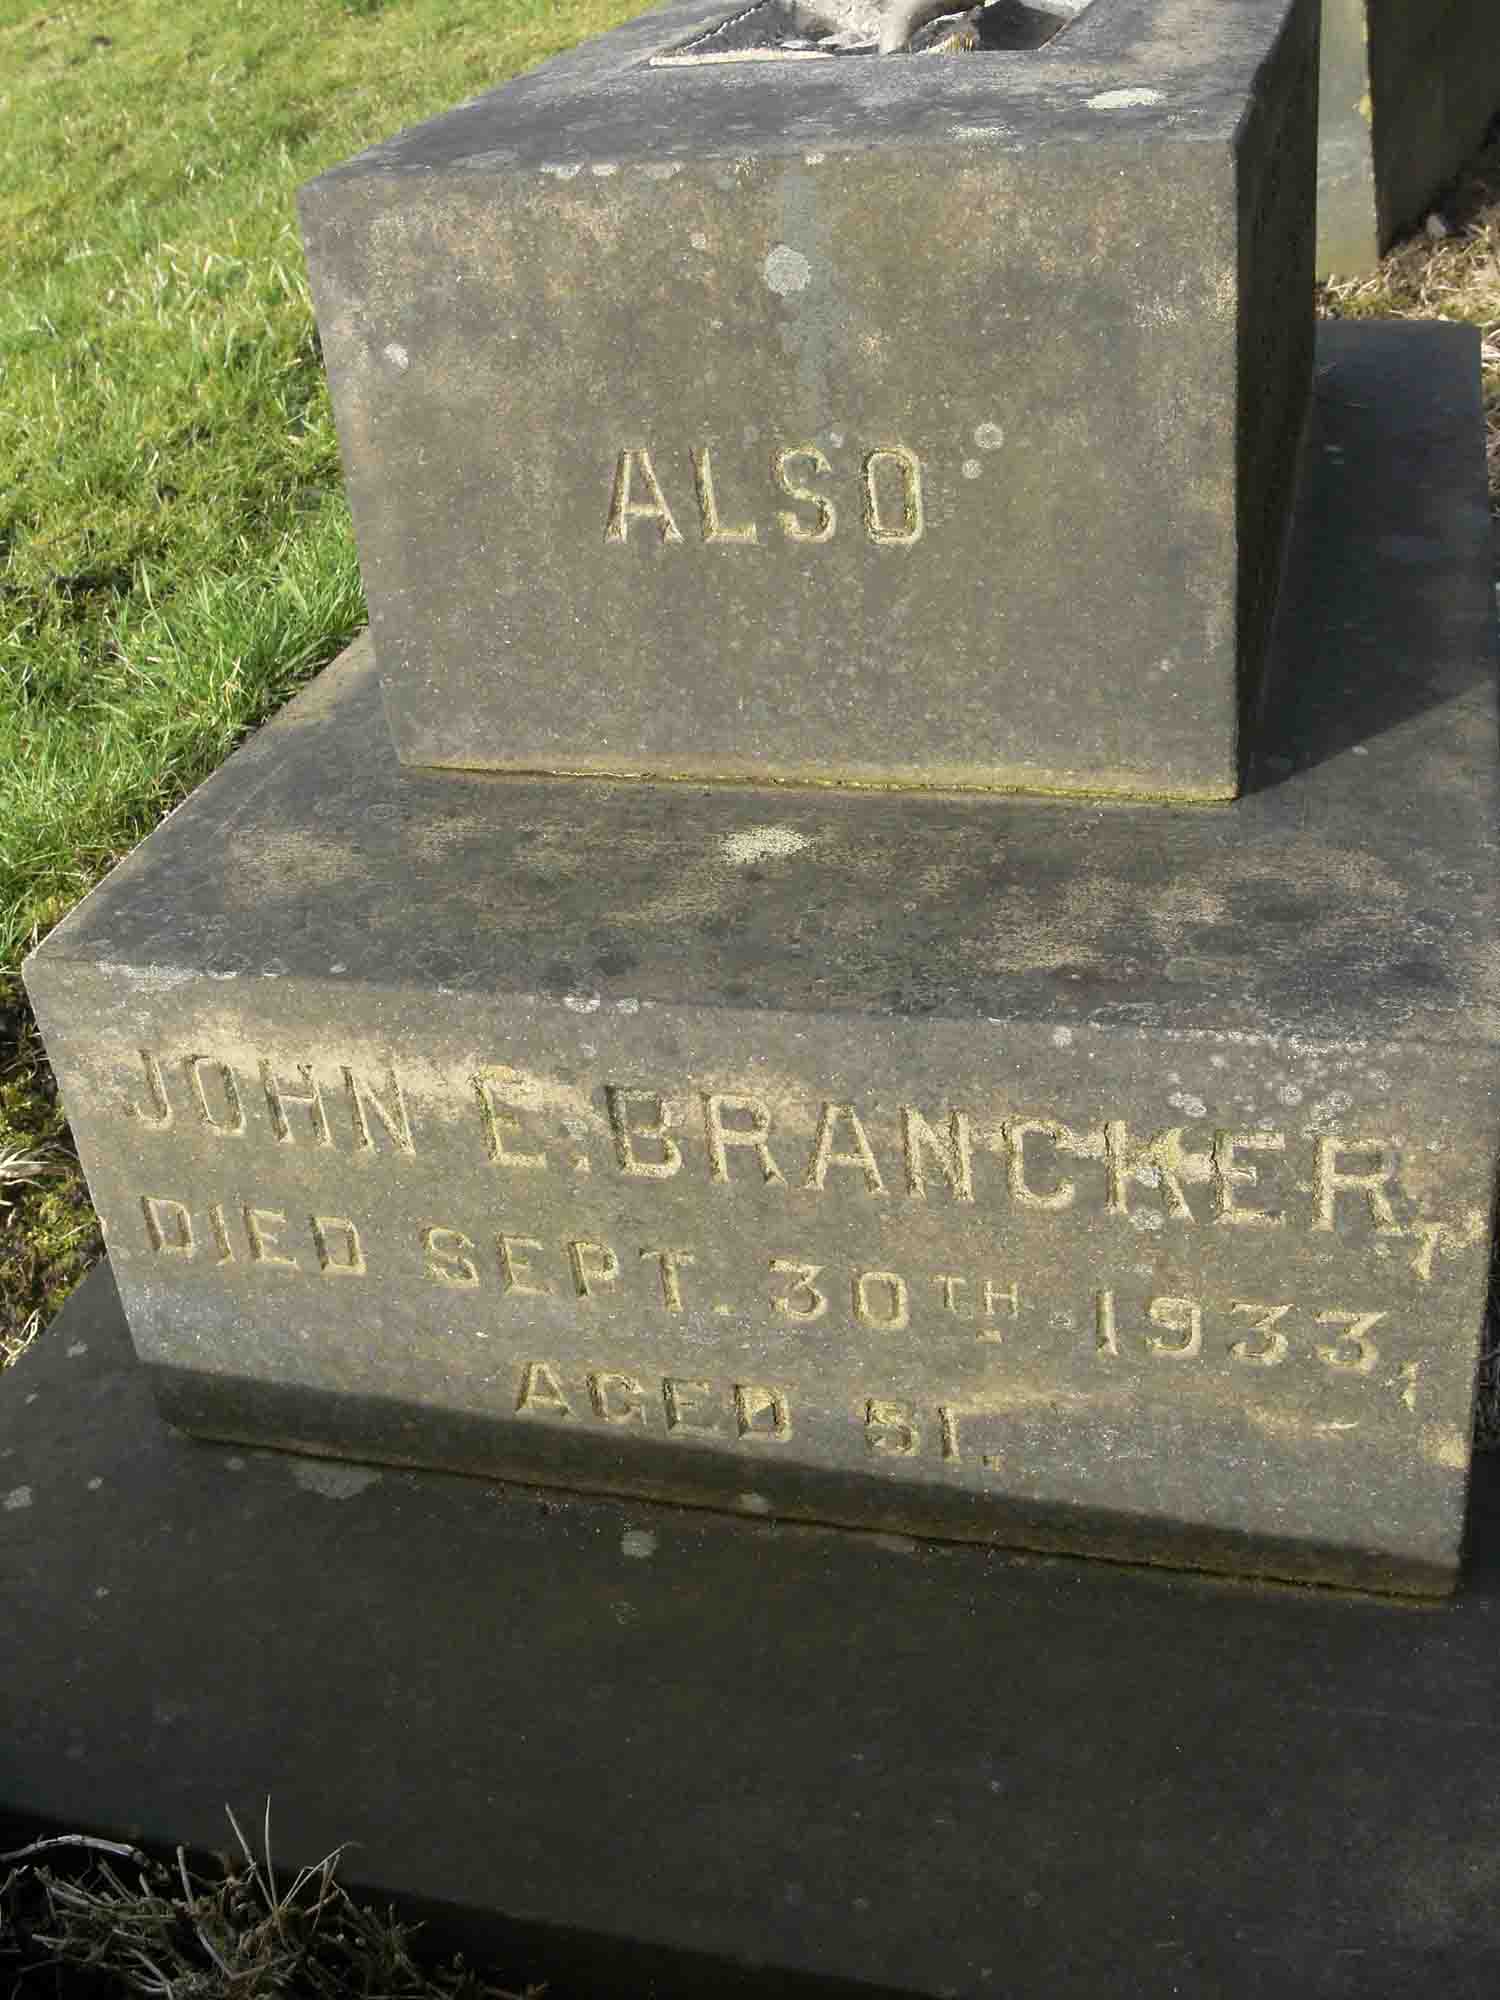 ALSO
JOHN E. BRANCKER,
DIED SEPT. 30TH 1933,
AGED 51.